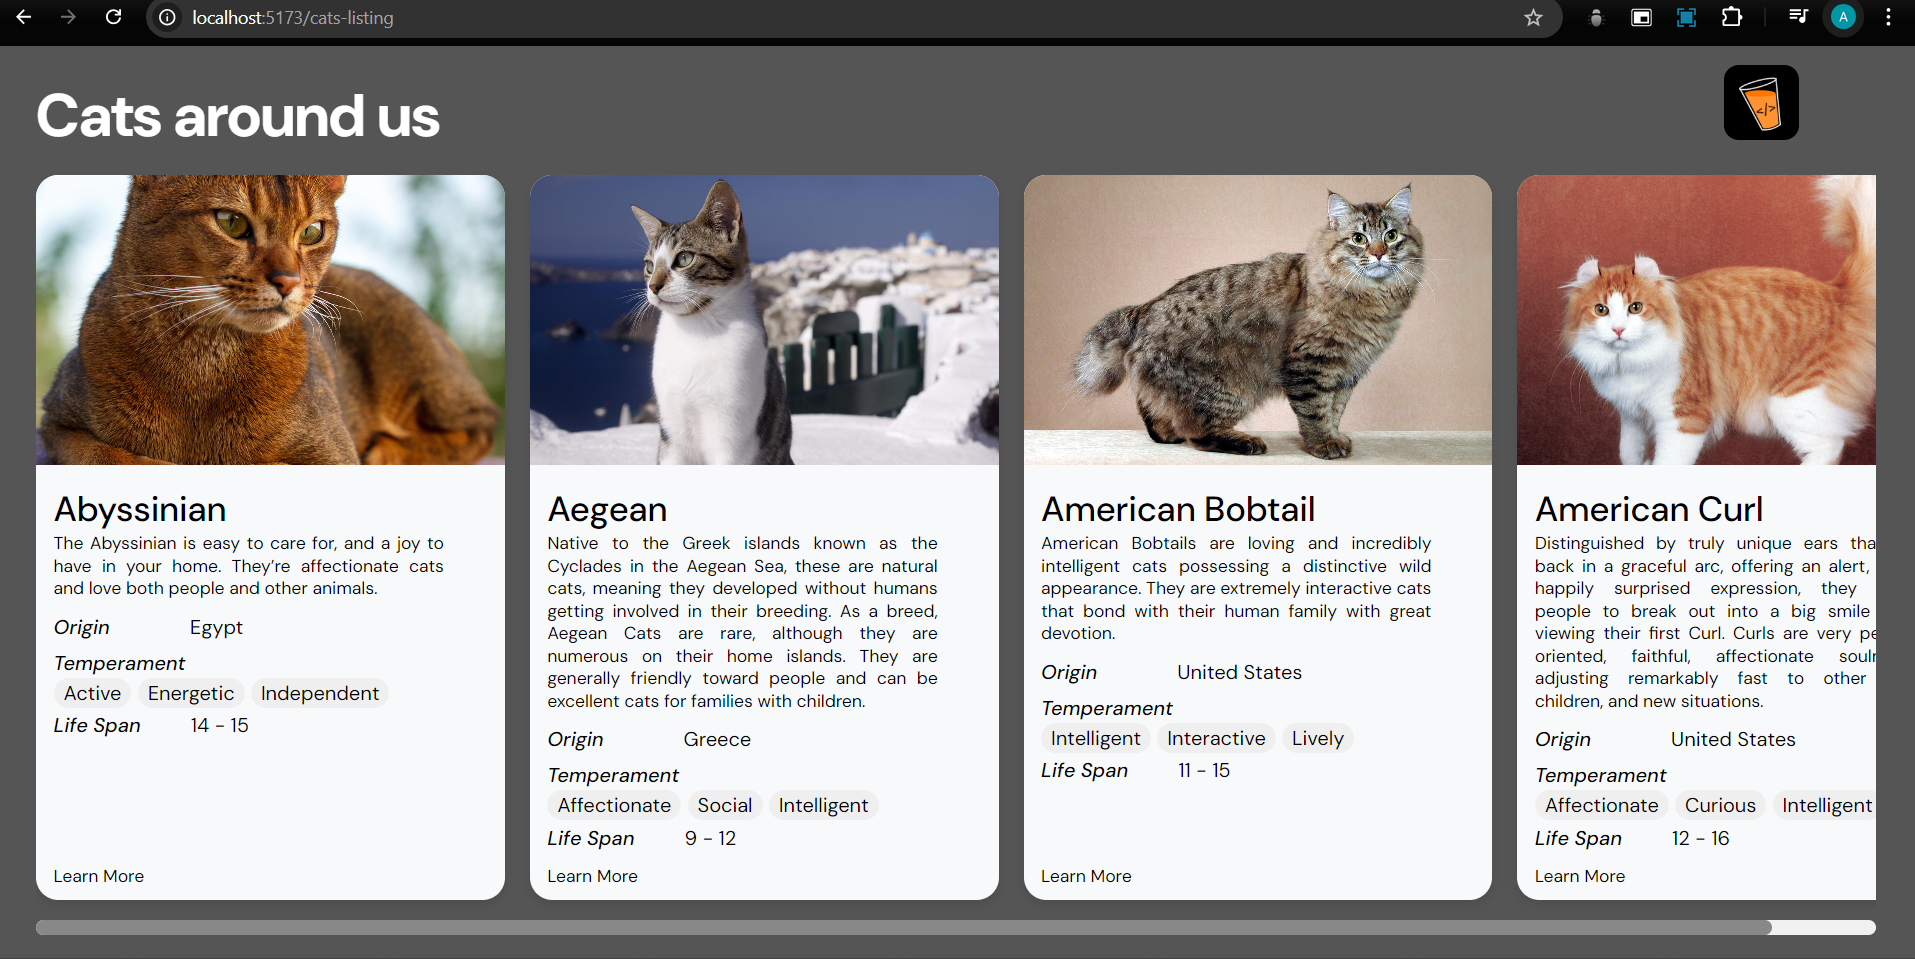 localhost:5173/cats-listing
A
Cats around us
</>
Abyssinian
The Abyssinian is easy to care for, and a joy to
have in your home. They’re affectionate cats
and love both people and other animals.
Origin Egypt
Temperament
Active Energetic Independent
Life Span 14 - 15
Learn More
Aegean
Native to the Greek islands known as the
Cyclades in the Aegean Sea, these are natural
cats, meaning they developed without humans
getting involved in their breeding. As a breed,
Aegean Cats are rare, although they are
numerous on their home islands. They are
generally friendly toward people and can be
excellent cats for families with children.
Origin Greece
Temperament
Affectionate Social Intelligent
Life Span 9 - 12
Learn More
American Bobtail
American Bobtails are loving and incredibly
intelligent cats possessing a distinctive wild
appearance. They are extremely interactive cats
that bond with their human family with great
devotion.
Origin United States
Temperament
Intelligent Interactive Lively
Life Span 11 - 15
Learn More
American Curl
Distinguished by truly unique ears tha
back in a graceful arc, offering an alert,
happily surprised expression, they
people to break out into a big smile
viewing their first Curl. Curls are very pe
oriented, faithful, affectionate soul
adjusting remarkably fast to other
children, and new situations.
Origin United States
Temperament
Affectionate Curious Intelligent
Life Span 12 - 16
Learn More